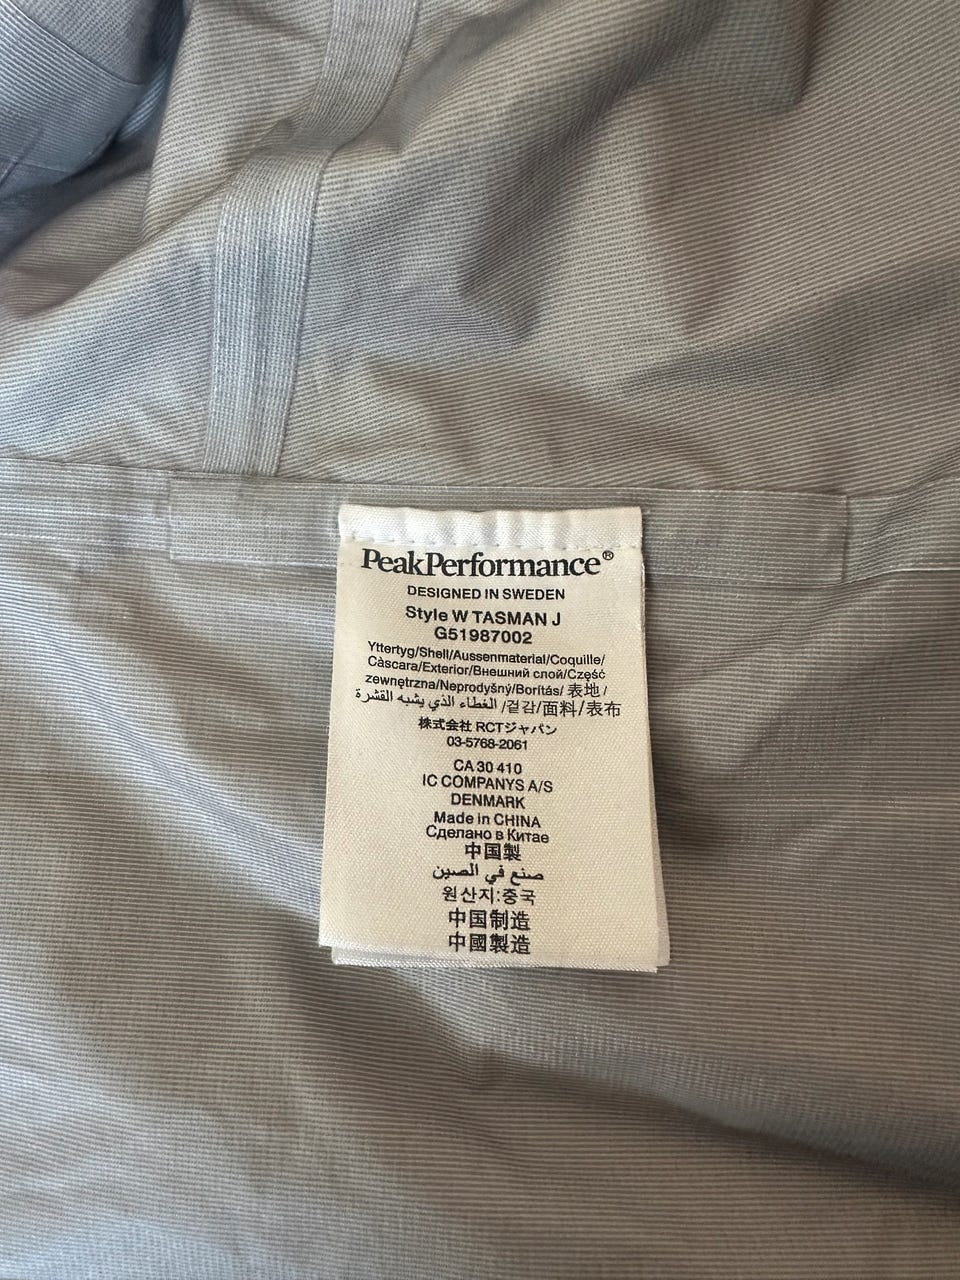 PeakPerformance®
DESIGNED IN SWEDEN
Style W TASMAN J
G51987002
Yttertyg/Shell/Aussenmaterial/Coquille/
Càscara/Exterior/Внешний слой/Część
zewnętrzna/Neprodyšný/Borítás/ 表地 /
الغطاء الذي يشبه القشرة /겉감/面料/表布
株式会社 RCTジャパン
03-5768-2061
CA 30 410
IC COMPANYS A/S
DENMARK
Made in CHINA
Сделано в Китае
中国製
صنع في الصين
원산지:중국
中国制造
中國製造